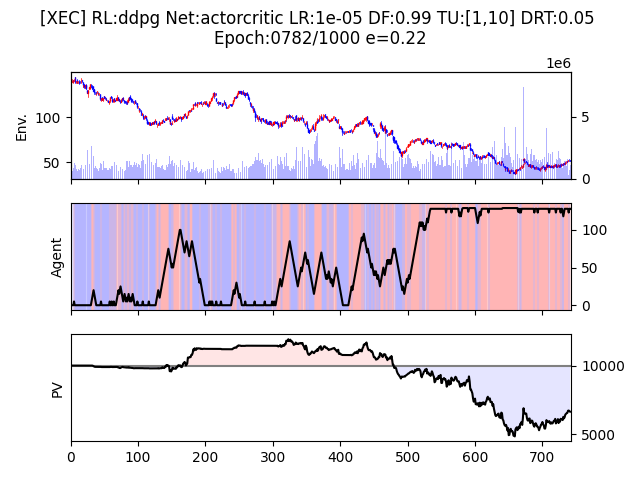 [XEC] RL:ddpg Net:actorcritic LR:1e-05 DF:0.99 TU:[1,10] DRT:0.05
Epoch:0782/1000 e=0.22
1e6
Env.
100
50
5
0
Agent
100
50
0
PV
10000
5000
0 100 200 300 400 500 600 700